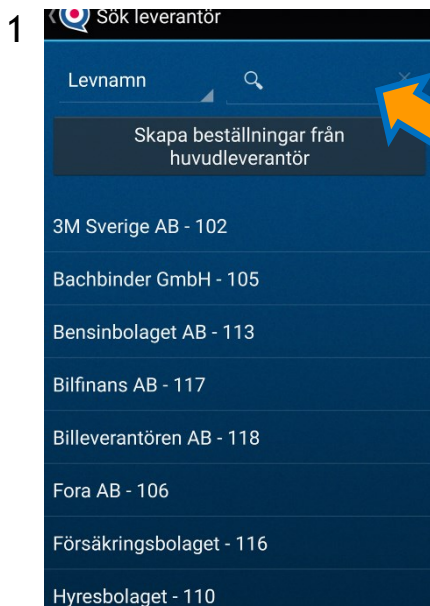 1
Sök leverantör
Levnamn
Skapa beställningar från
huvudleverantör
3M Sverige AB - 102
Bachbinder GmbH - 105
Bensinbolaget AB - 113
Bilfinans AB - 117
Billeverantören AB - 118
Fora AB - 106
Försäkringsbolaget - 116
Hyresbolaget - 110